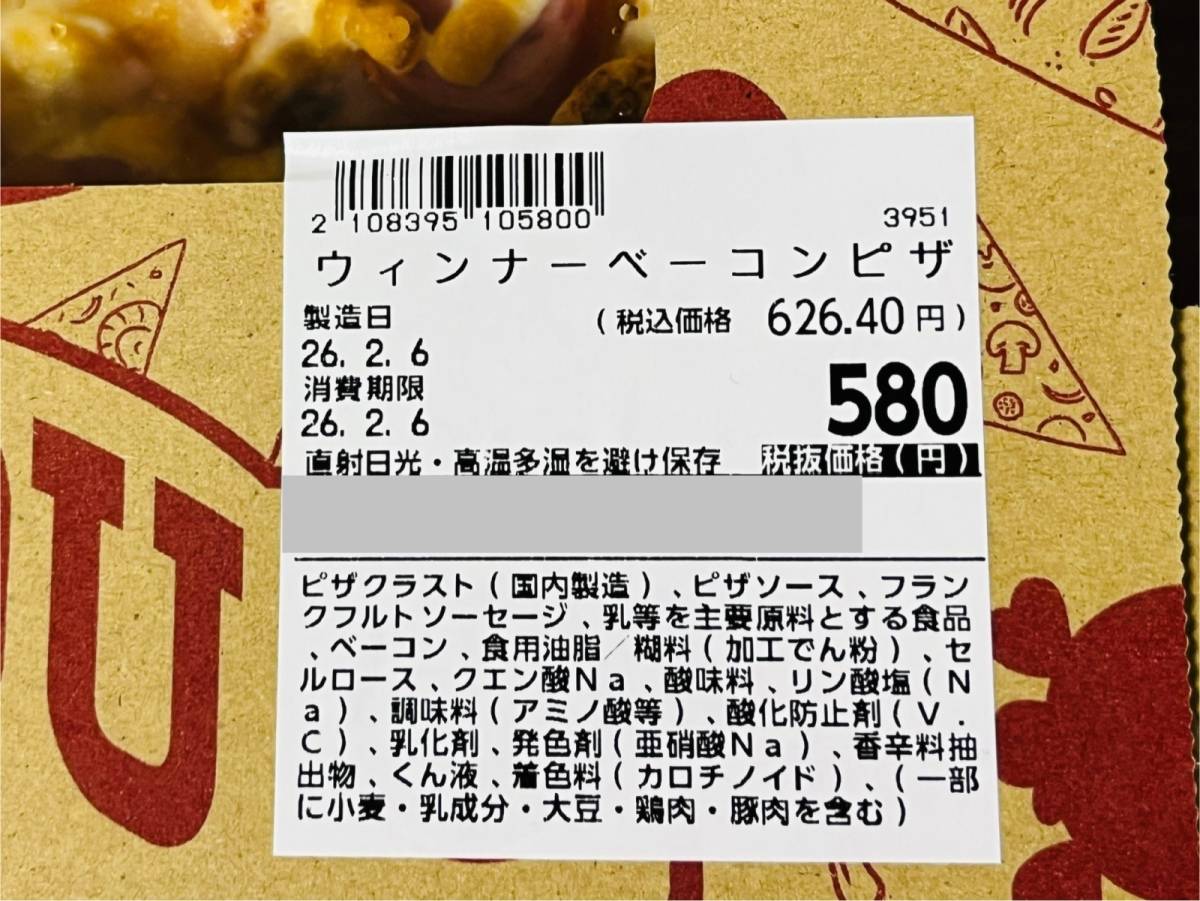 2 108395 105800
3951
ウィンナーベーコンピザ
製造日
(税込価格 626.40円)
26. 2. 6
消費期限
580
26. 2. 6
直射日光・高温多湿を避け保存
税抜価格(円)
ピザクラスト(国内製造)、ピザソース、フラン
クフルトソーセージ、乳等を主要原料とする食品
、ベーコン、食用油脂/糊料(加工でん粉)、セ
ルロース、クエン酸Na、酸味料、リン酸塩(N
a)、調味料(アミノ酸等)、酸化防止剤(V.
C)、乳化剤、発色剤(亜硝酸Na)、香辛料抽
出物、くん液、着色料(カロチノイド)、(一部
に小麦・乳成分・大豆・鶏肉・豚肉を含む)
U